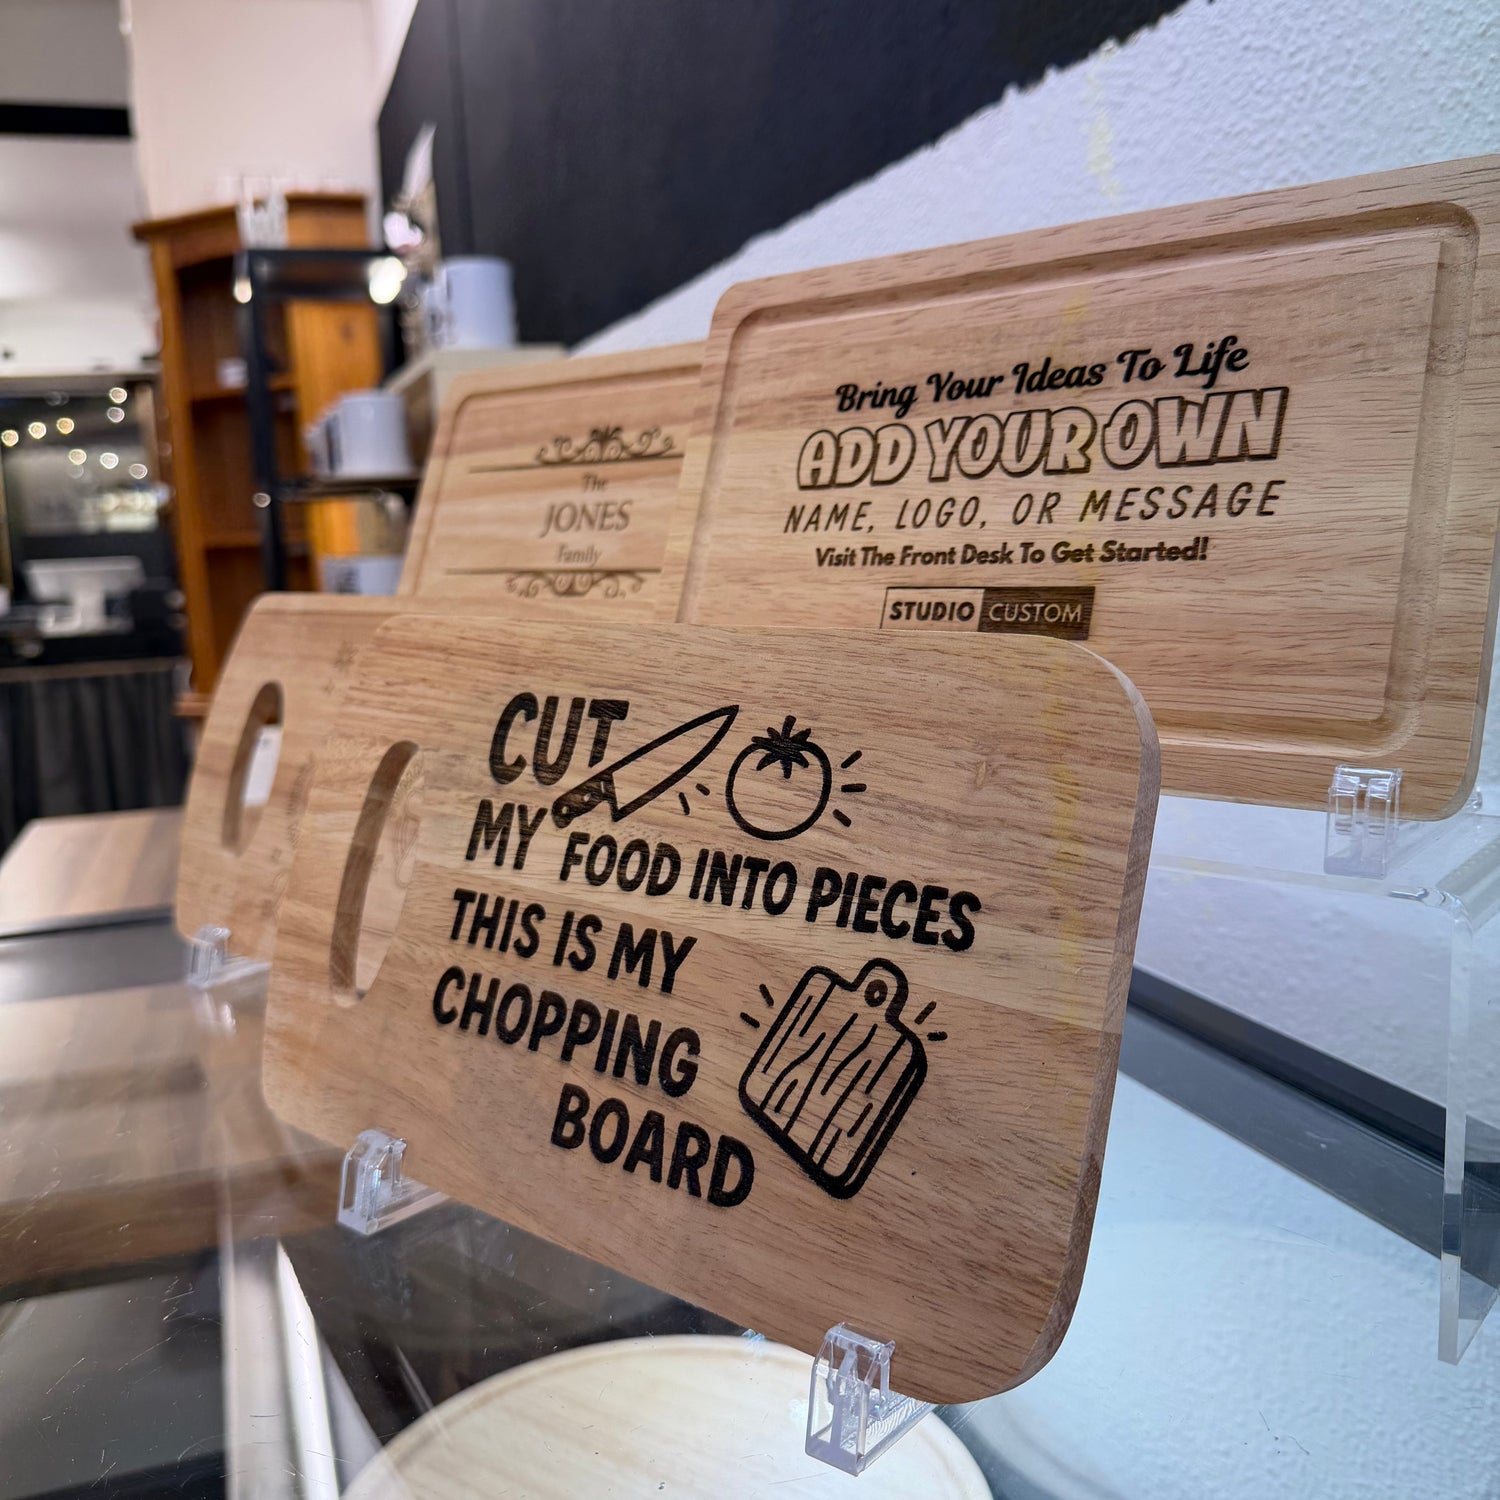 Bring Your Ideas To Life
ADD YOUR OWN
NAME, LOGO, OR MESSAGE
Visit The Front Desk To Get Started!
STUDIO CUSTOM
The
JONES
Family
CUT
MY FOOD INTO PIECES
THIS IS MY
CHOPPING
BOARD